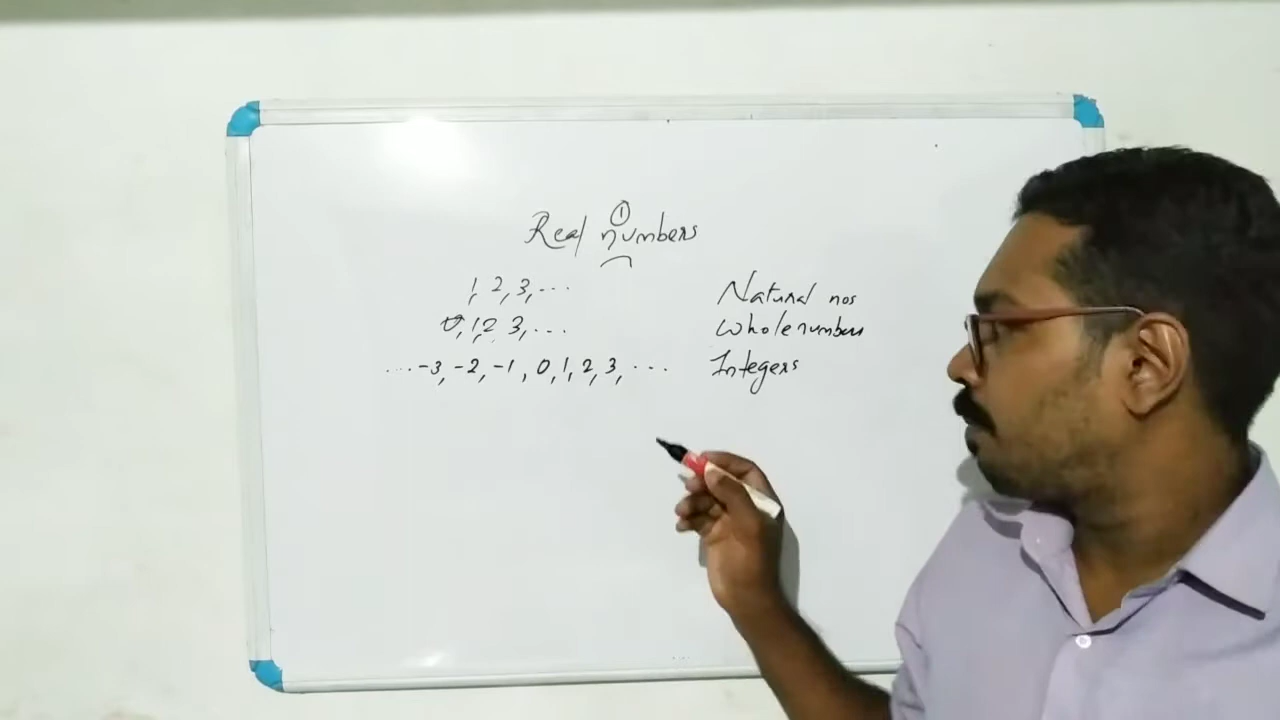 ①
Real numbers
1, 2, 3, ... Natural nos
0, 1, 2, 3, ... Whole numbers
... -3, -2, -1, 0, 1, 2, 3, ... Integers